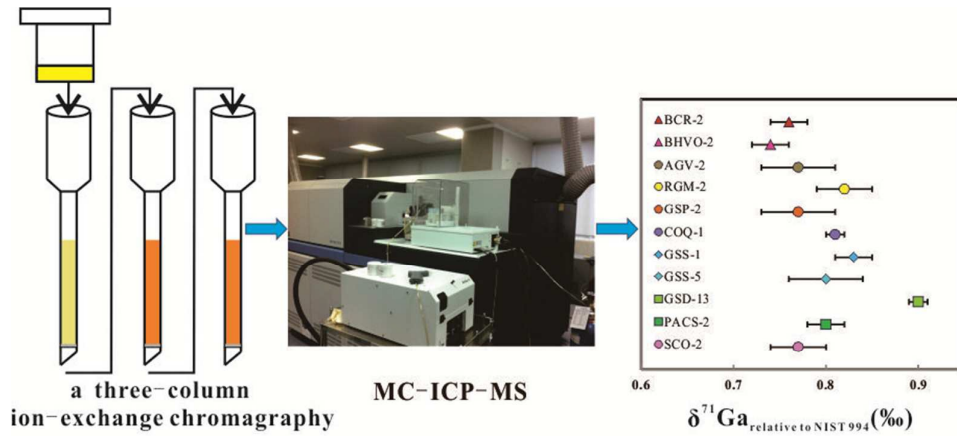 BCR-2
BHVO-2
AGV-2
RGM-2
GSP-2
COQ-1
GSS-1
GSS-5
GSD-13
PACS-2
SCO-2
0.6 0.7 0.8 0.9
a three-column
ion-exchange chromagraphy
MC-ICP-MS
δ71Ga relative to NIST 994(‰)